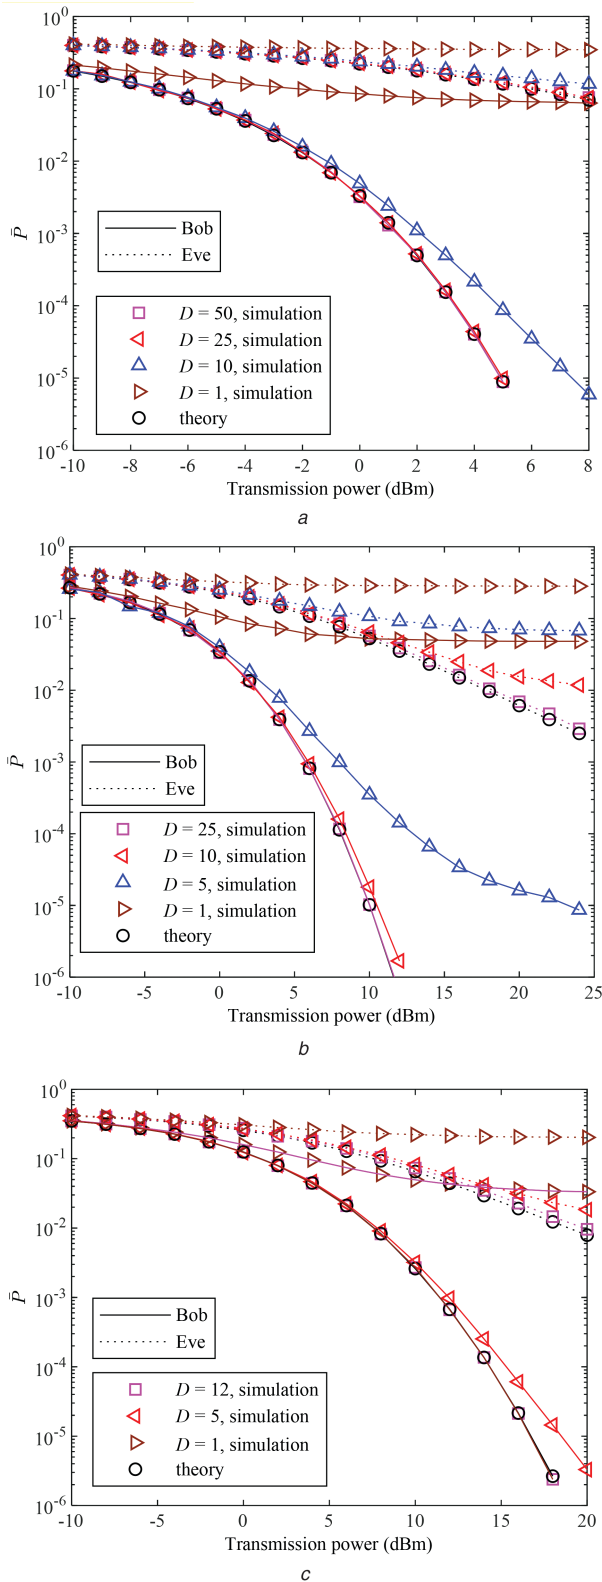 10^0
10^-1
10^-2
10^-3
10^-4
10^-5
10^-6
P̄
Bob
Eve
D = 50, simulation
D = 25, simulation
D = 10, simulation
D = 1, simulation
theory
-10 -8 -6 -4 -2 0 2 4 6 8
Transmission power (dBm)
a
10^0
10^-1
10^-2
10^-3
10^-4
10^-5
10^-6
P̄
Bob
Eve
D = 25, simulation
D = 10, simulation
D = 5, simulation
D = 1, simulation
theory
-10 -5 0 5 10 15 20 25
Transmission power (dBm)
b
10^0
10^-1
10^-2
10^-3
10^-4
10^-5
10^-6
P̄
Bob
Eve
D = 12, simulation
D = 5, simulation
D = 1, simulation
theory
-10 -5 0 5 10 15 20
Transmission power (dBm)
c